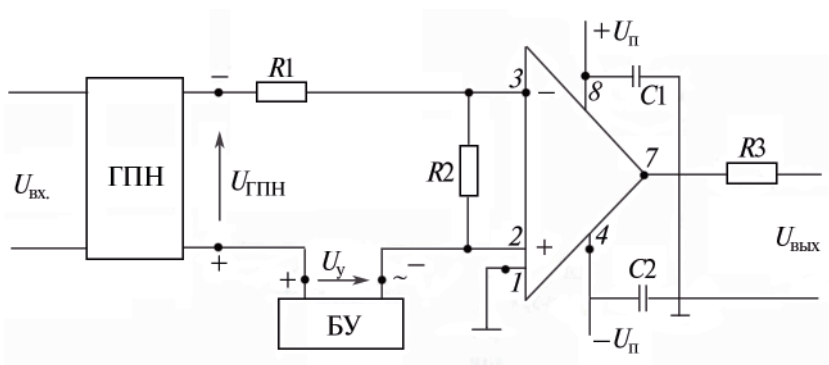 +Uп
− R1 3 − 8 C1
ГПН
Uвх.
UГПН
R2
7 R3
+ Uу ~ −
+
2 + 4
1
C2
Uвых
БУ
−Uп